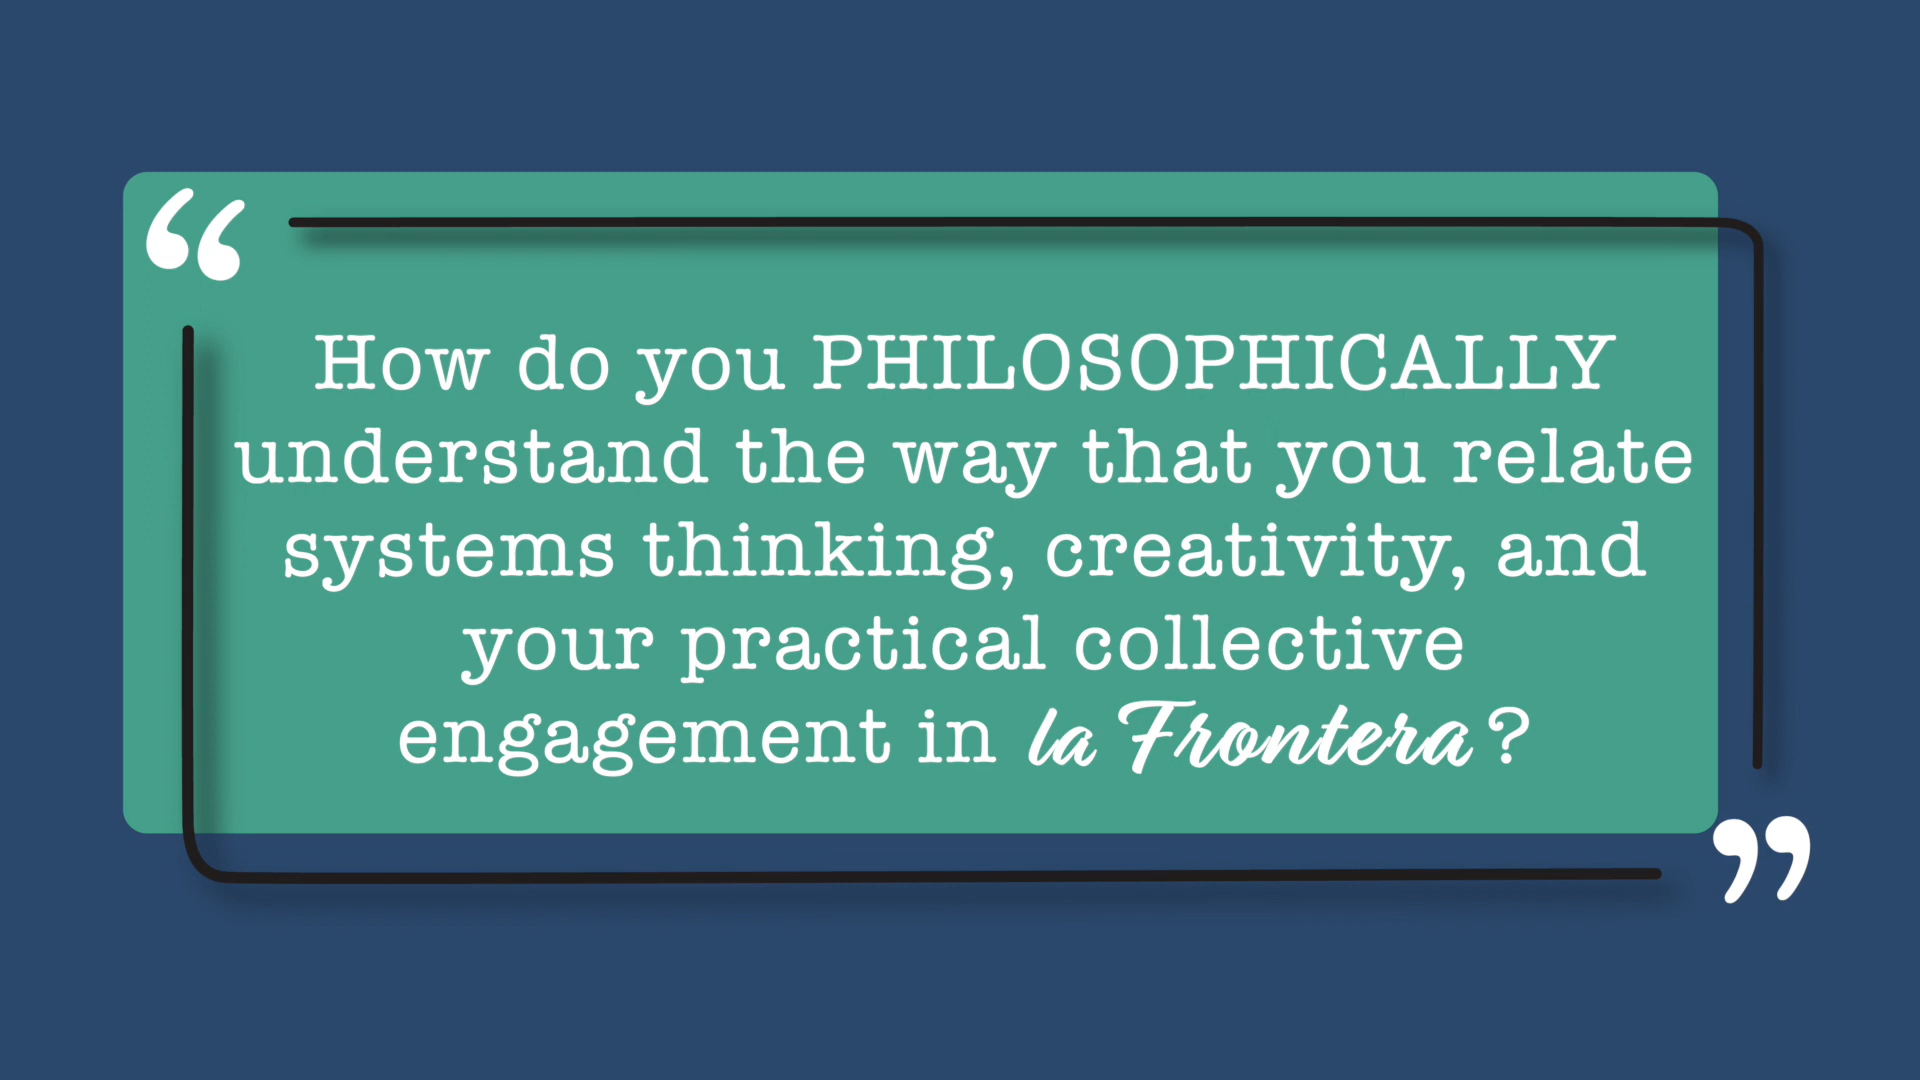 “
How do you PHILOSOPHICALLY
understand the way that you relate
systems thinking, creativity, and
your practical collective
engagement in la Frontera?
”